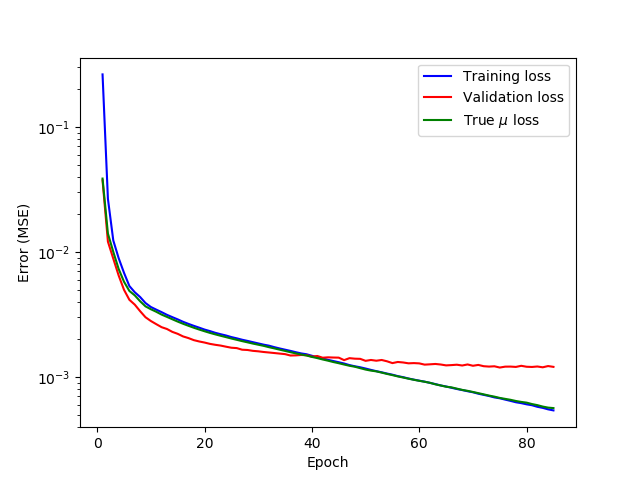 Training loss
Validation loss
True μ loss
10⁻¹
10⁻²
10⁻³
Error (MSE)
0 20 40 60 80
Epoch